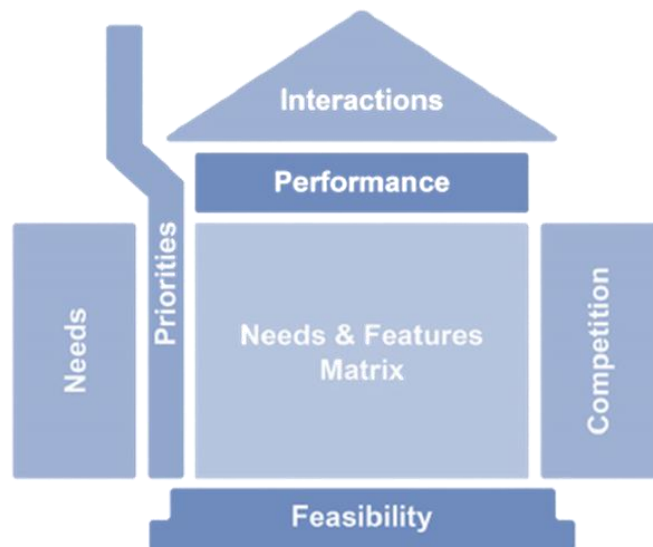 Interactions
Performance
Needs
Priorities
Needs & Features
Matrix
Competition
Feasibility